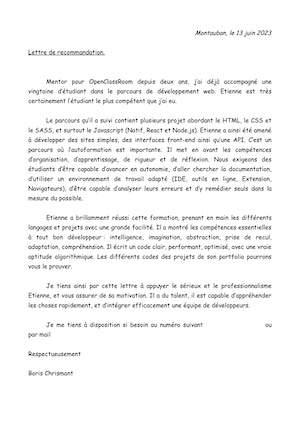 Montauban, le 13 juin 2023
Lettre de recommandation.
Mentor pour OpenClassRoom depuis deux ans, j'ai déjà accompagné une
vingtaine d'étudiant dans le parcours de développement web. Etienne est très
certainement l'étudiant le plus compétent que j'ai eu.
Le parcours qu'il a suivi contient plusieurs projet abordant le HTML, le CSS et
le SASS, et surtout le Javascript (Natif, React et Node.js). Etienne a ainsi été amené
à développer des sites simples, des interfaces front-end ainsi qu'une API. C'est un
parcours où l'autoformation est importante. Il met en avant les compétences
d'organisation, d'apprentissage, de rigueur et de réflexion. Nous exigeons des
étudiants d'être capable d'avancer en autonomie, d'aller chercher la documentation,
d'utiliser un environnement de travail adapté (IDE, outils en ligne, Extension,
Navigateurs), d'être capable d'analyser leurs erreurs et d'y remédier seuls dans la
mesure du possible.
Etienne a brillamment réussi cette formation, prenant en main les différents
langages et projets avec une grande facilité. Il a montré les compétences essentielles
à tout bon développeur : intelligence, imagination, abstraction, prise de recul,
adaptation, compréhension. Il écrit un code clair, performant, optimisé, avec une vraie
aptitude algorithmique. Les différents codes des projets de son portfolio pourrons
vous le prouver.
Je tiens ainsi par cette lettre à appuyer le sérieux et le professionnalisme
Etienne, et vous assurer de sa motivation. Il a du talent, il est capable d'appréhender
les choses rapidement, et d'intégrer efficacement une équipe de développeurs.
Je me tiens à disposition si besoin au numéro suivant ou
par mail
Respectueusement
Boris Chrismant